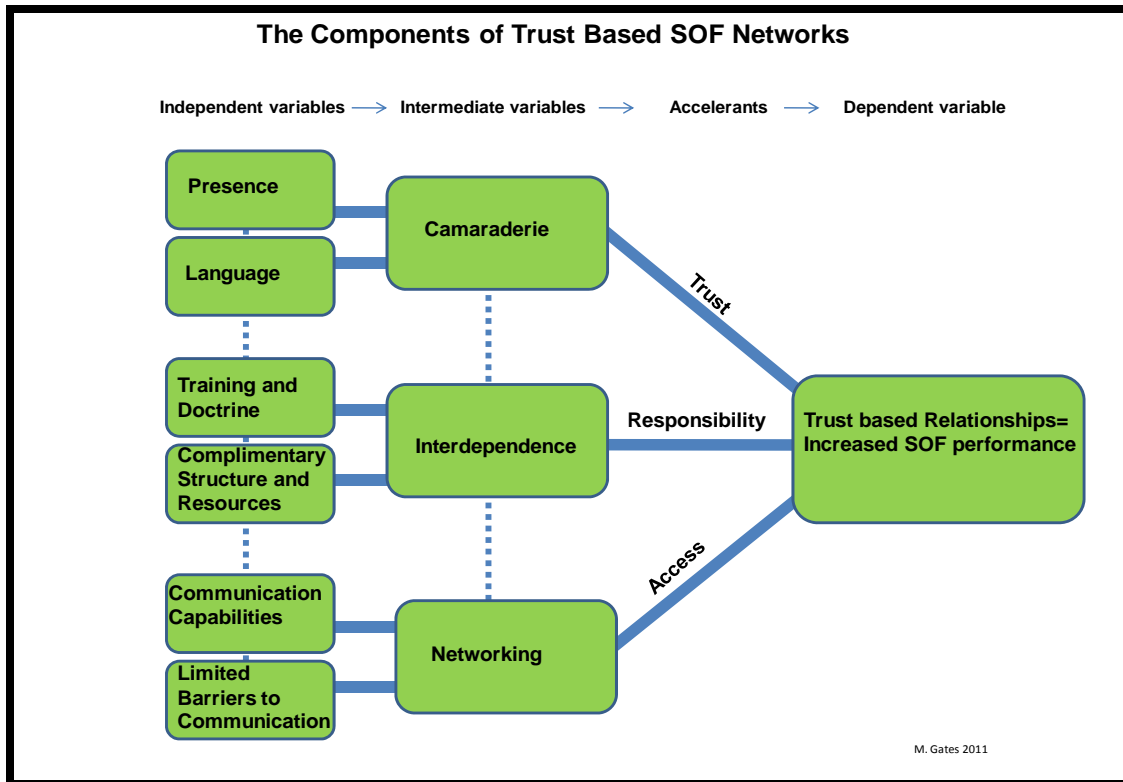 The Components of Trust Based SOF Networks
Independent variables
Intermediate variables
Accelerants
Dependent variable
Presence
Language
Training and
Doctrine
Complimentary
Structure and
Resources
Communication
Capabilities
Limited
Barriers to
Communication
Camaraderie
Interdependence
Networking
Trust
Responsibility
Access
Trust based Relationships=
Increased SOF performance
M. Gates 2011